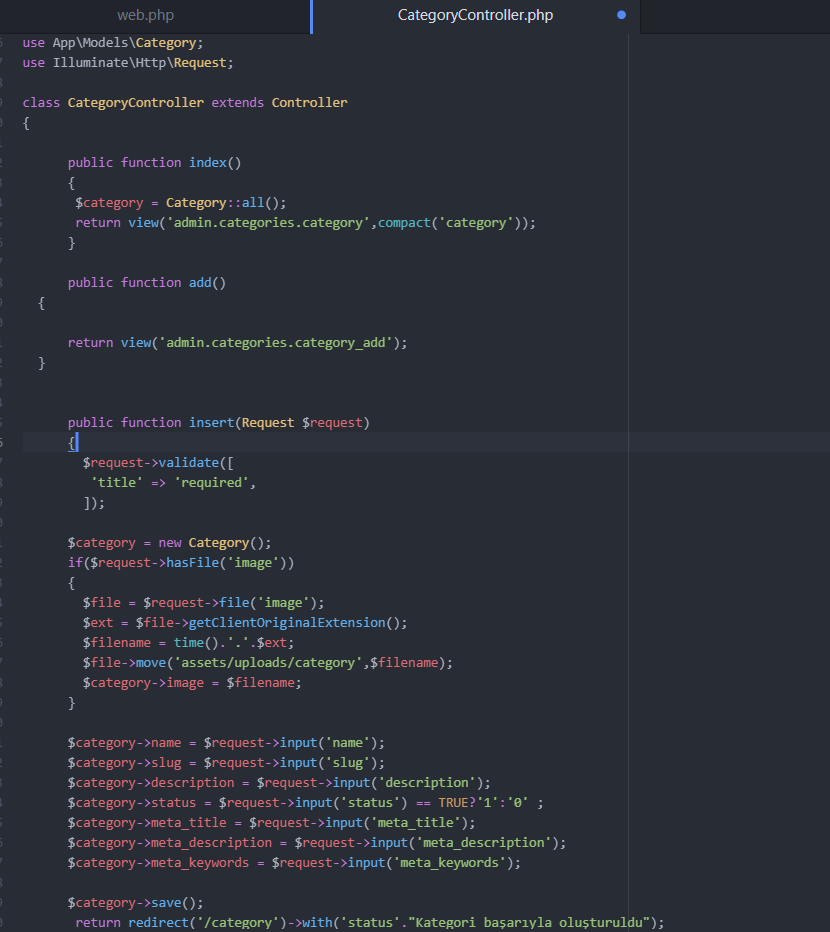 web.php
CategoryController.php
use App\Models\Category;
use Illuminate\Http\Request;
class CategoryController extends Controller
{
public function index()
{
$category = Category::all();
return view('admin.categories.category',compact('category'));
}
public function add()
{
return view('admin.categories.category_add');
}
public function insert(Request $request)
{
$request->validate([
'title' => 'required',
]);
$category = new Category();
if($request->hasFile('image'))
{
$file = $request->file('image');
$ext = $file->getClientOriginalExtension();
$filename = time().'.'.$ext;
$file->move('assets/uploads/category',$filename);
$category->image = $filename;
}
$category->name = $request->input('name');
$category->slug = $request->input('slug');
$category->description = $request->input('description');
$category->status = $request->input('status') == TRUE?'1':'0' ;
$category->meta_title = $request->input('meta_title');
$category->meta_description = $request->input('meta_description');
$category->meta_keywords = $request->input('meta_keywords');
$category->save();
return redirect('/category')->with('status'."Kategori başarıyla oluşturuldu");